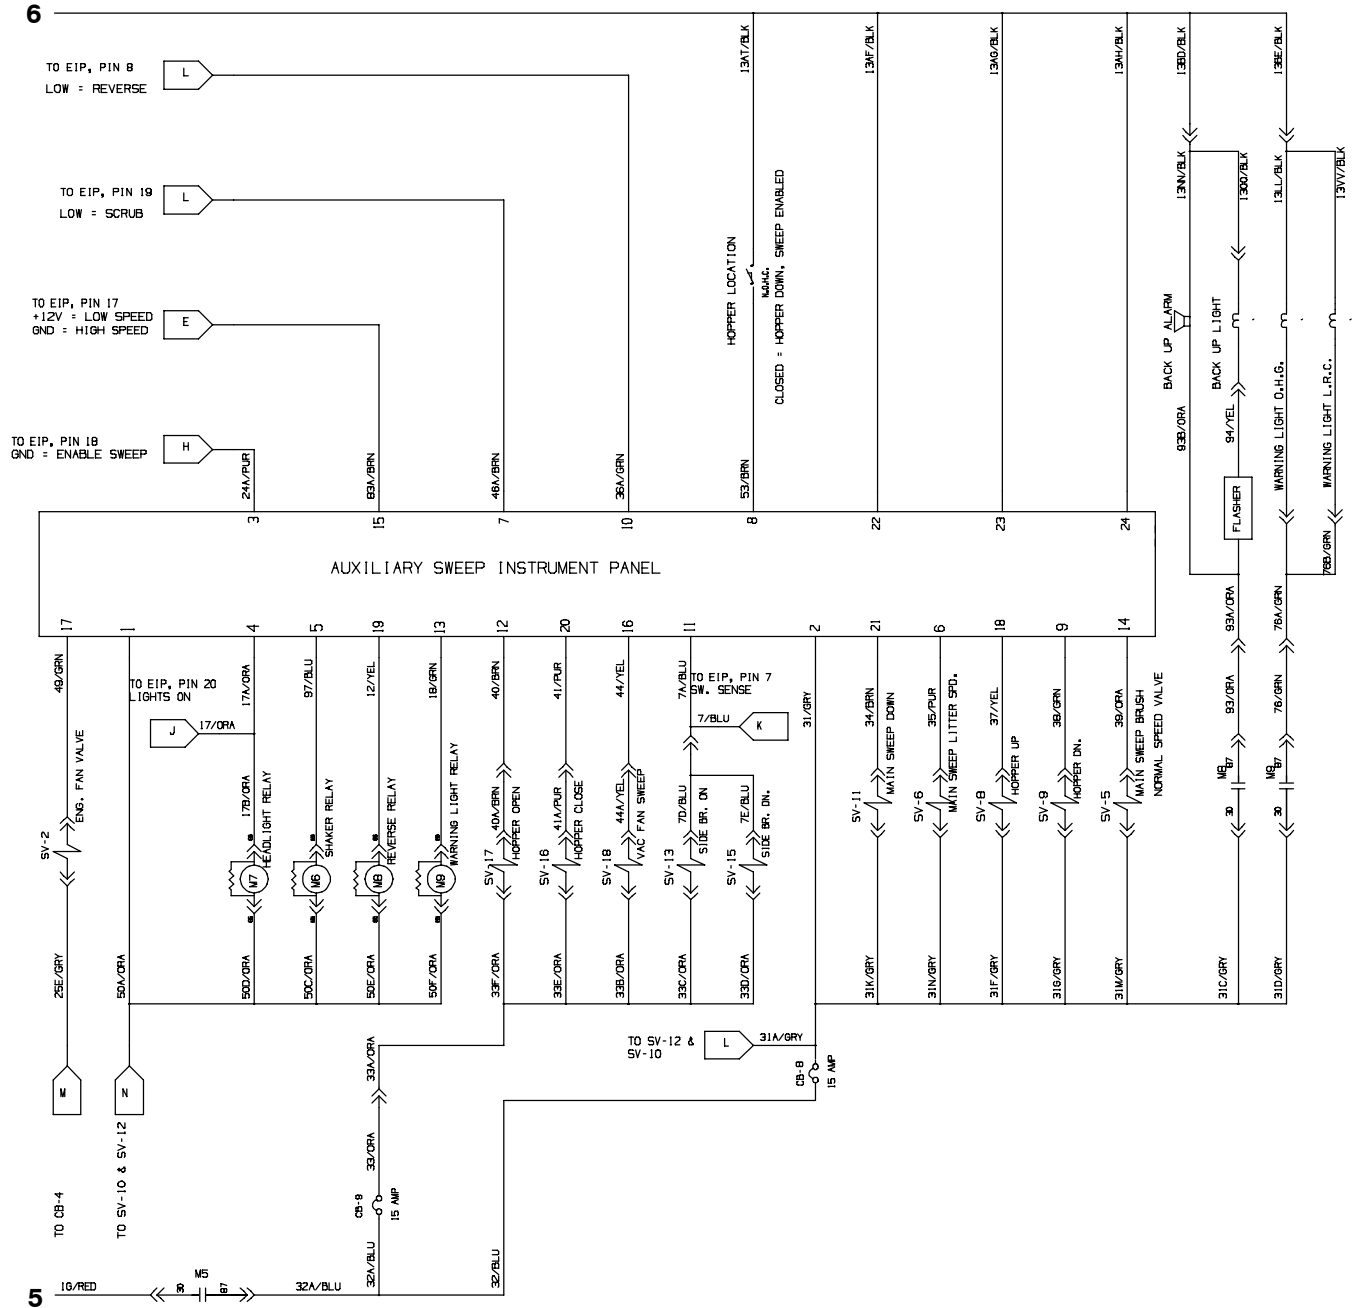 6
TO EIP, PIN 8
LOW = REVERSE
L
TO EIP, PIN 19
LOW = SCRUB
L
TO EIP, PIN 17
+12V = LOW SPEED
GND = HIGH SPEED
E
TO EIP, PIN 18
GND = ENABLE SWEEP
H
13AT/BLK
13AF/BLK
13AG/BLK
13AH/BLK
13BD/BLK
13BE/BLK
13NN/BLK
13OO/BLK
13LL/BLK
13VV/BLK
HOPPER LOCATION
N.O.H.C.
CLOSED = HOPPER DOWN, SWEEP ENABLED
BACK UP ALARM
BACK UP LIGHT
WARNING LIGHT O.H.G.
WARNING LIGHT L.R.C.
93B/ORA
94/YEL
FLASHER
76B/GRN
24A/PUR
83A/BRN
46A/BRN
36A/GRN
53/BRN
3
15
7
10
8
22
23
24
AUXILIARY SWEEP INSTRUMENT PANEL
17
1
4
5
19
13
12
20
16
11
2
21
6
18
9
14
93A/ORA
76A/GRN
49/GRN
17A/ORA
97/BLU
12/YEL
18/GRN
40/BRN
41/PUR
44/YEL
7A/BLU
31/GRY
34/BRN
35/PUR
37/YEL
38/GRN
39/ORA
93/ORA
76/GRN
TO EIP, PIN 20
LIGHTS ON
J
17/ORA
TO EIP, PIN 7
SW. SENSE
7/BLU
K
SV-2
ENG. FAN VALVE
17B/ORA
M7
HEADLIGHT RELAY
M6
SHAKER RELAY
M8
REVERSE RELAY
M9
WARNING LIGHT RELAY
40A/BRN
SV-17
HOPPER OPEN
41A/PUR
SV-16
HOPPER CLOSE
44A/YEL
SV-18
VAC FAN SWEEP
7D/BLU
SV-13
SIDE BR. ON
7E/BLU
SV-15
SIDE BR. DN.
SV-11
MAIN SWEEP DOWN
SV-6
MAIN SWEEP LITTER SPD.
SV-8
HOPPER UP
SV-9
HOPPER DN.
SV-5
MAIN SWEEP BRUSH
NORMAL SPEED VALVE
M8
87
30
M9
87
30
25E/GRY
50A/ORA
50D/ORA
50C/ORA
50E/ORA
50F/ORA
33F/ORA
33E/ORA
33B/ORA
33C/ORA
33D/ORA
31K/GRY
31N/GRY
31F/GRY
31G/GRY
31M/GRY
31C/GRY
31D/GRY
TO SV-12 &
SV-10
L
31A/GRY
CB-8
15 AMP
33A/ORA
33/ORA
CB-9
15 AMP
M
N
TO CB-4
TO SV-10 & SV-12
32A/BLU
32/BLU
5
1G/RED
30
M5
87
32A/BLU